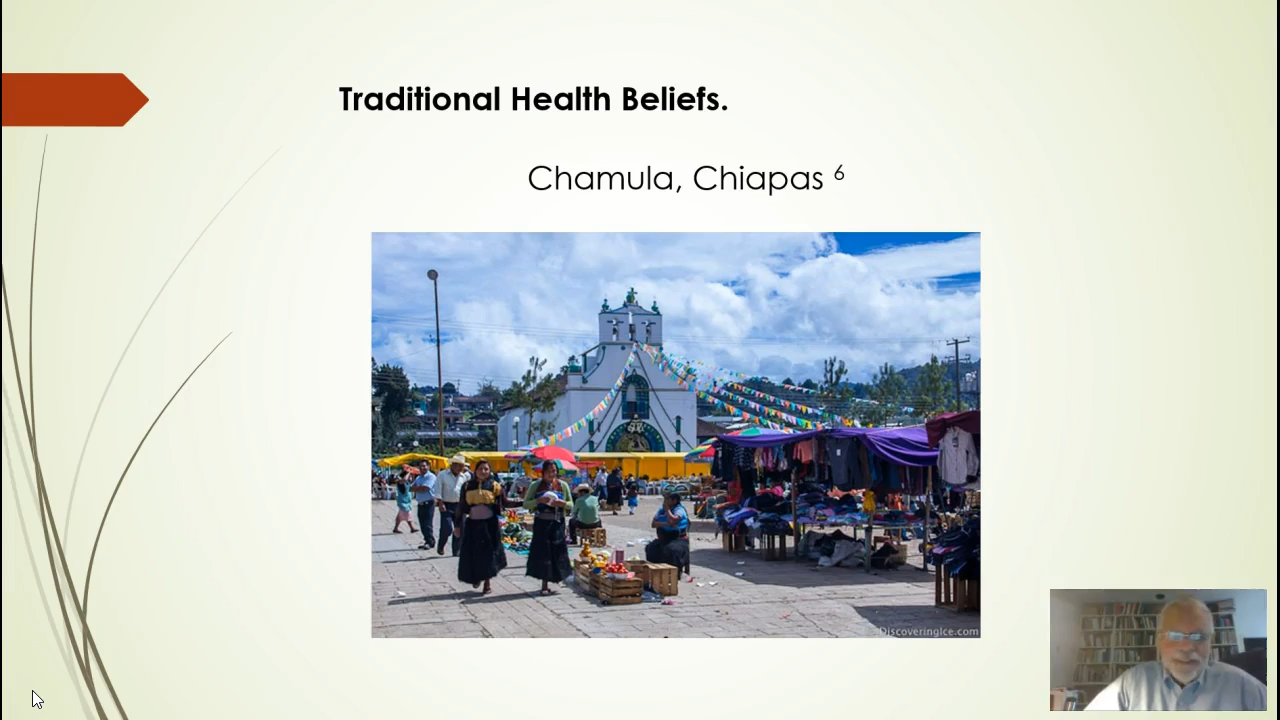 Traditional Health Beliefs.
Chamula, Chiapas ⁶
DiscoveringIce.com